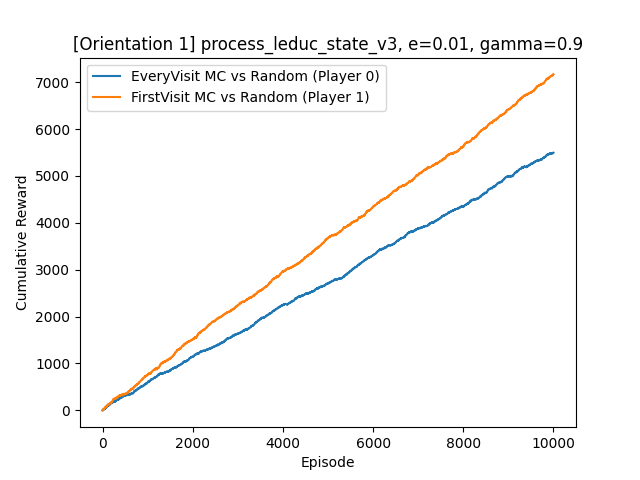 [Orientation 1] process_leduc_state_v3, e=0.01, gamma=0.9
EveryVisit MC vs Random (Player 0)
FirstVisit MC vs Random (Player 1)
Cumulative Reward
7000
6000
5000
4000
3000
2000
1000
0
0 2000 4000 6000 8000 10000
Episode